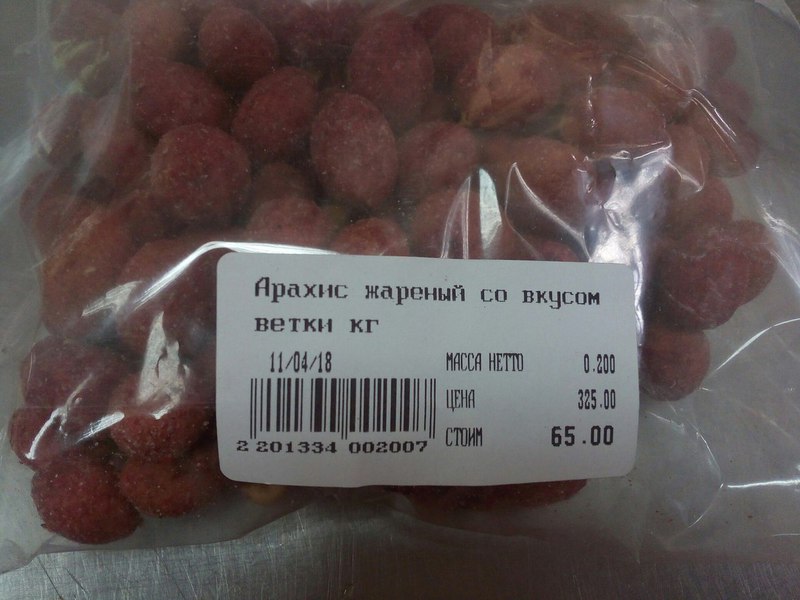 Арахис жареный со вкусом
ветки кг
11/04/18
МАССА НЕТТО 0.200
ЦЕНА 325.00
СТОИМ 65.00
2 201334 002007